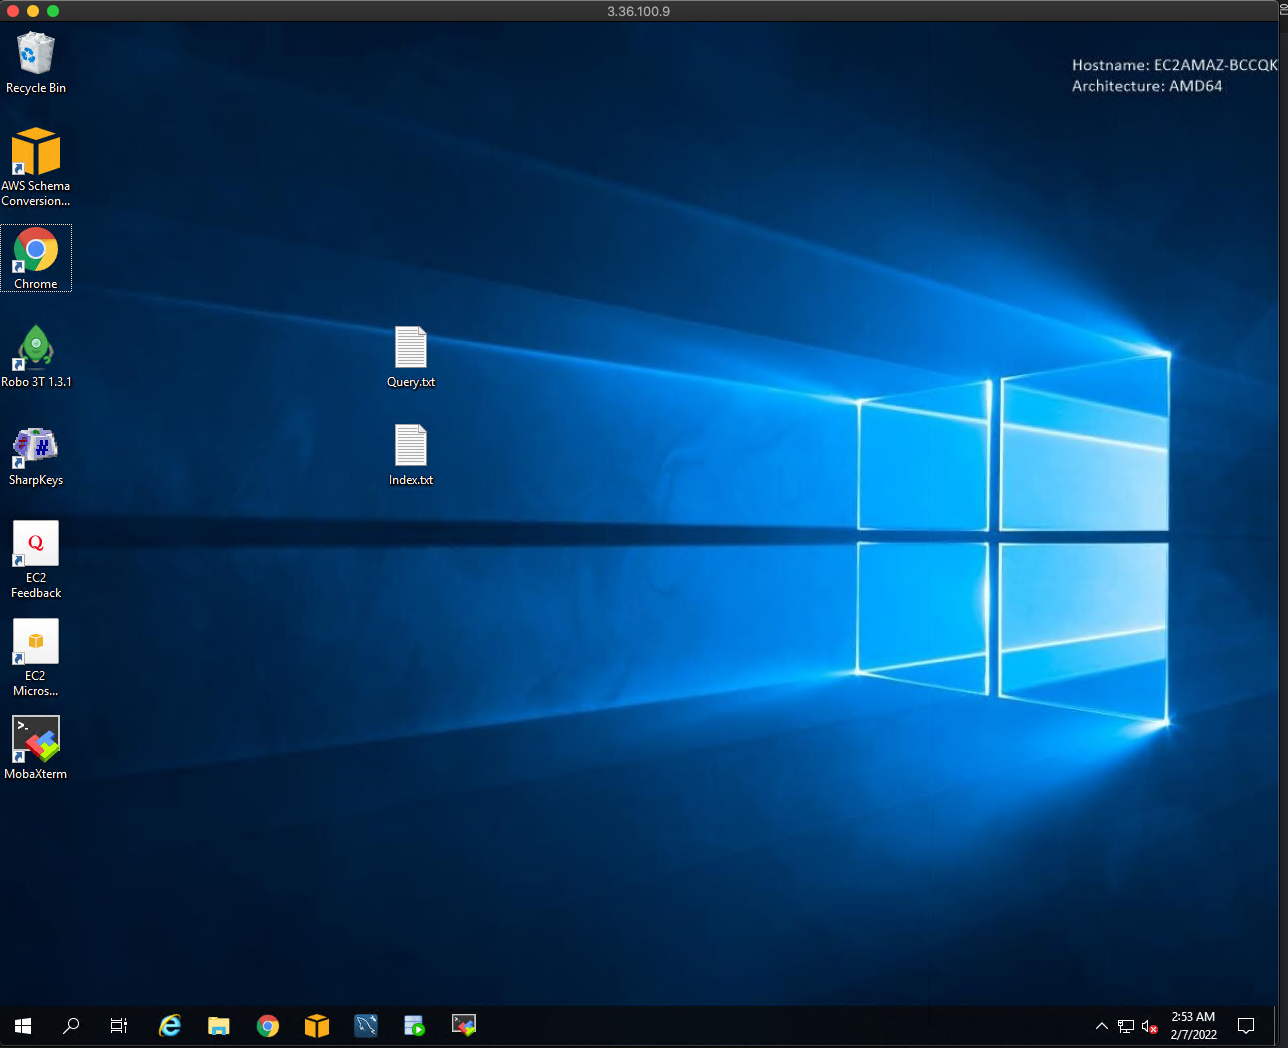 3.36.100.9
Hostname: EC2AMAZ-BCCQK
Architecture: AMD64
Recycle Bin
AWS Schema
Conversion...
Chrome
Robo 3T 1.3.1
SharpKeys
Q
EC2
Feedback
EC2
Micros...
>_
MobaXterm
Query.txt
Index.txt
2:53 AM
2/7/2022